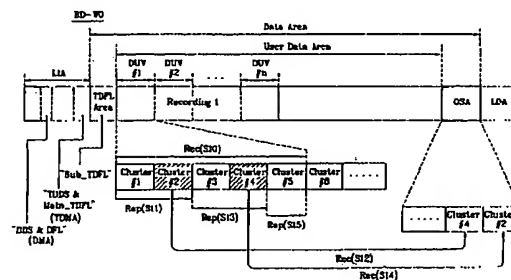 BD-WO
Data Area
User Data Area
LIA
DUV #1
DUV #2
. . .
DUV #n
TDFL Area
Recording 1
OSA
LOA
Rec(S10)
"Sub_TDFL"
Cluster #1
Cluster #2
Cluster #3
Cluster #4
Cluster #5
Cluster #6
. . . . .
"TDDS & Main_TDFL" (TDMA)
Rep(S11)
Rep(S13)
Rep(S15)
"DDS & DFL" (DMA)
. . . . .
Cluster #4
Cluster #2
Rec(S12)
Rec(S14)